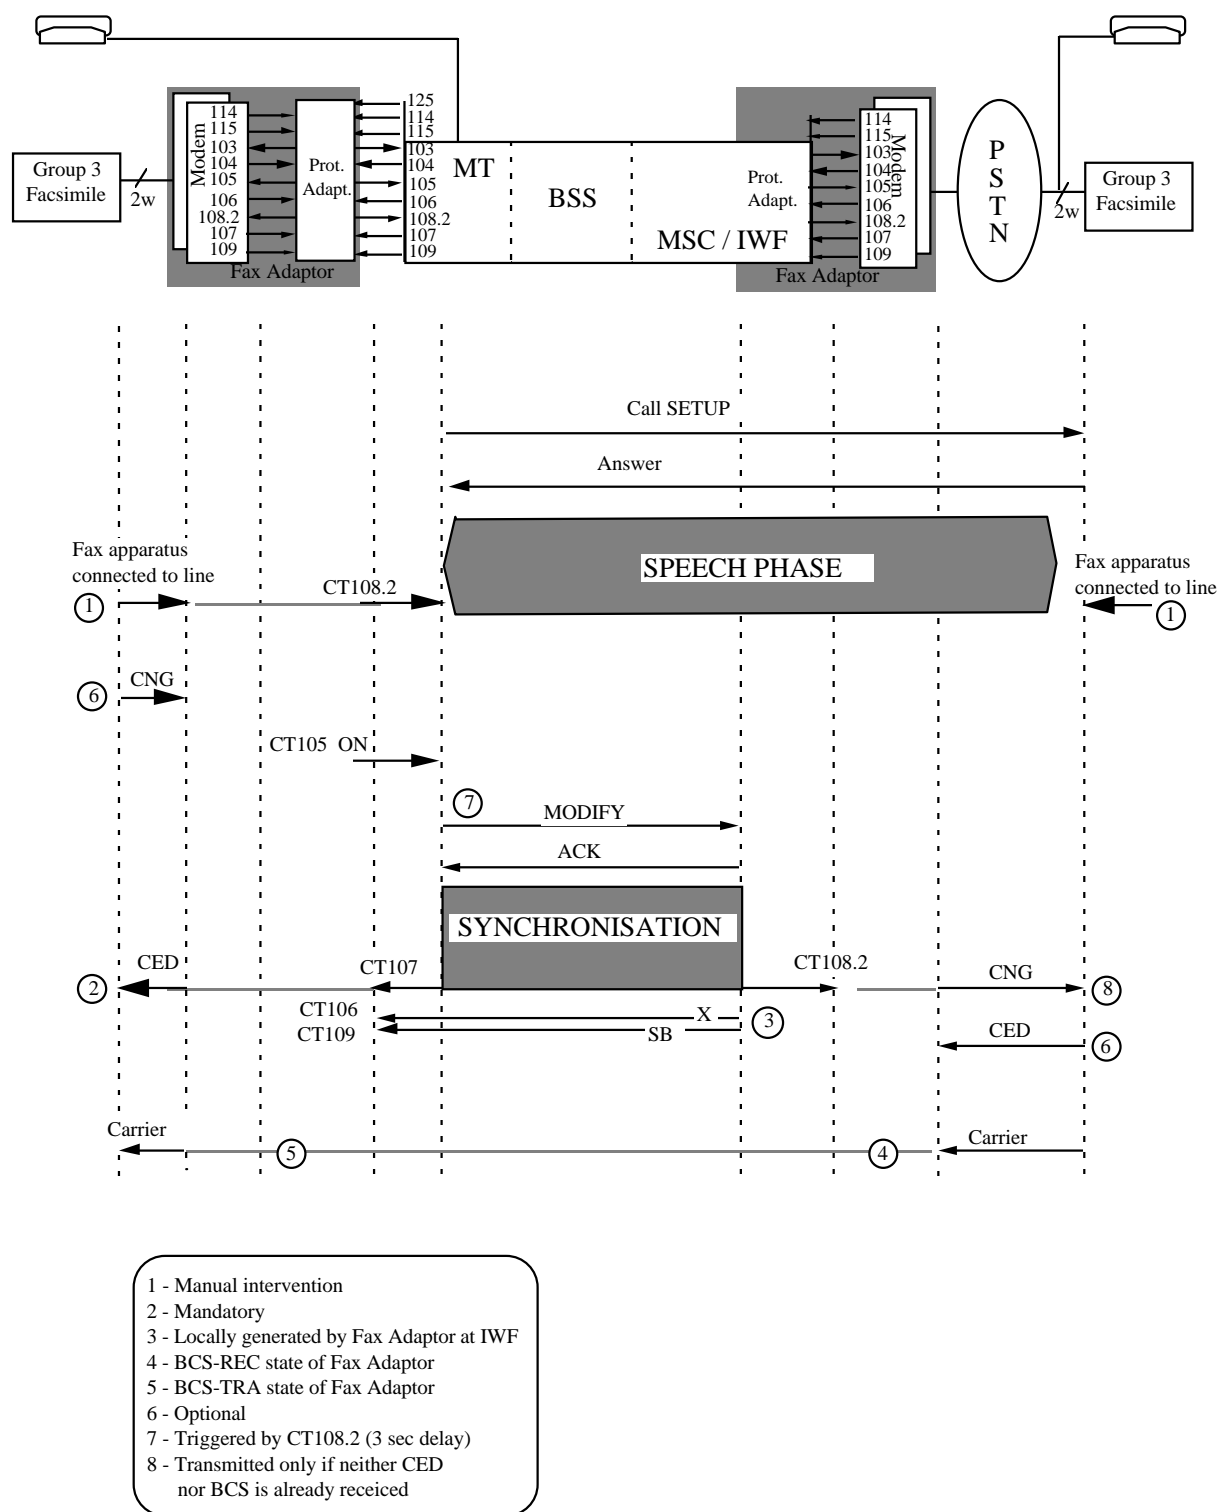 125
114
115
103
104
105
106
108.2
107
109
Modem
Prot.
Adapt.
114
115
103
104
105
106
108.2
107
109
MT
BSS
MSC / IWF
Prot.
Adapt.
114
115
103
104
105
106
108.2
107
109
Modem
P
S
T
N
Group 3
Facsimile
2w
Group 3
Facsimile
2w
Fax Adaptor
Fax Adaptor
Call SETUP
Answer
SPEECH PHASE
Fax apparatus
connected to line
1
CT108.2
Fax apparatus
connected to line
1
6
CNG
CT105 ON
7
MODIFY
ACK
SYNCHRONISATION
2
CED
CT107
CT108.2
CNG
8
CT106
X
3
CT109
SB
CED
6
Carrier
5
4
Carrier
1 - Manual intervention
2 - Mandatory
3 - Locally generated by Fax Adaptor at IWF
4 - BCS-REC state of Fax Adaptor
5 - BCS-TRA state of Fax Adaptor
6 - Optional
7 - Triggered by CT108.2 (3 sec delay)
8 - Transmitted only if neither CED
nor BCS is already receiced